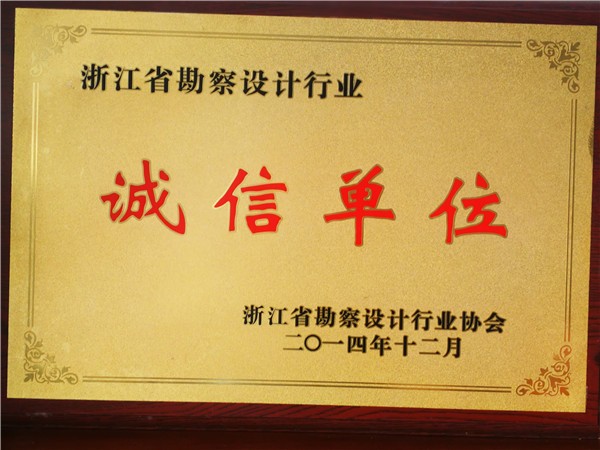 浙江省勘察设计行业
诚信单位
浙江省勘察设计行业协会
二〇一四年十二月